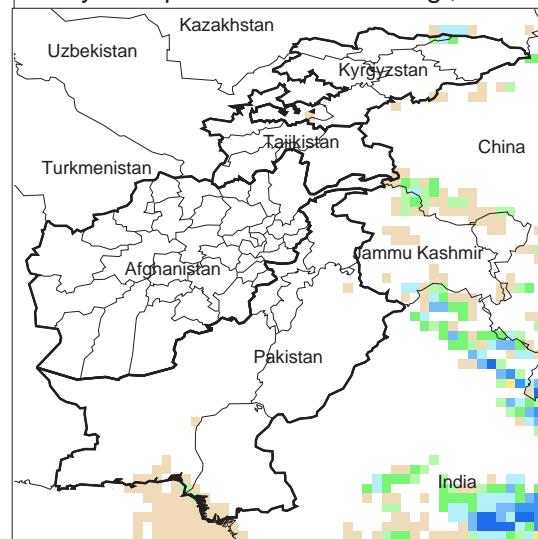 Kazakhstan
Uzbekistan
Kyrgyzstan
Tajikistan
China
Turkmenistan
Jammu Kashmir
Afghanistan
Pakistan
India